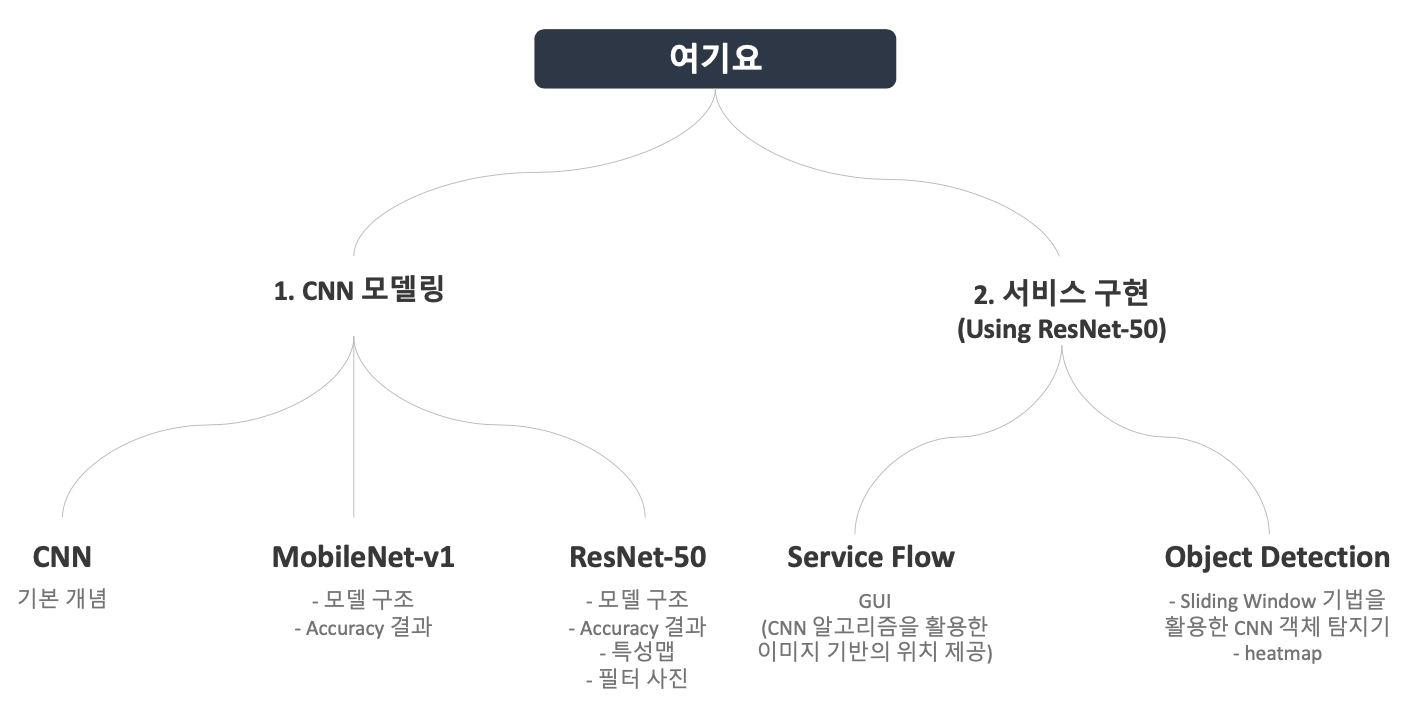 여기요
1. CNN 모델링
2. 서비스 구현
(Using ResNet-50)
CNN
기본 개념
MobileNet-v1
- 모델 구조
- Accuracy 결과
ResNet-50
- 모델 구조
- Accuracy 결과
- 특성맵
- 필터 사진
Service Flow
GUI
(CNN 알고리즘을 활용한
이미지 기반의 위치 제공)
Object Detection
- Sliding Window 기법을
활용한 CNN 객체 탐지기
- heatmap